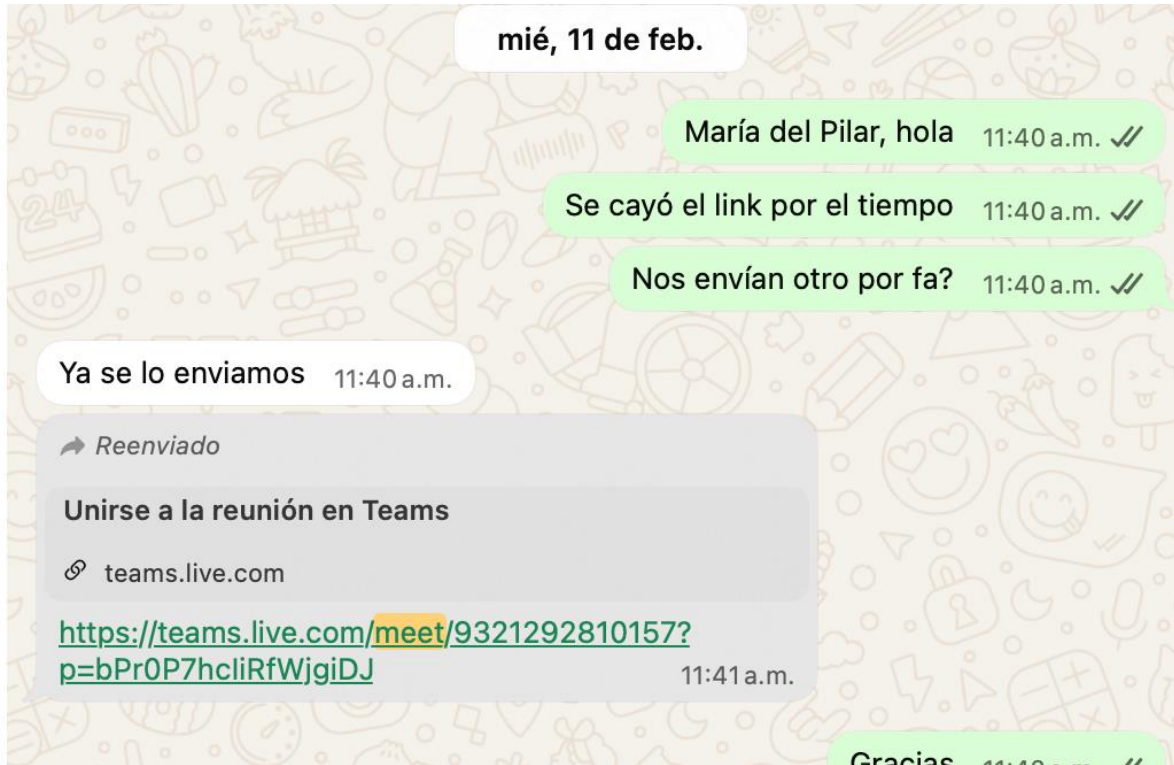 mié, 11 de feb.
María del Pilar, hola 11:40 a.m.
Se cayó el link por el tiempo 11:40 a.m.
Nos envían otro por fa? 11:40 a.m.
Ya se lo enviamos 11:40 a.m.
Reenviado
Unirse a la reunión en Teams
teams.live.com
https://teams.live.com/meet/9321292810157?
p=bPr0P7hcliRfWjgiDJ 11:41 a.m.
Gracias